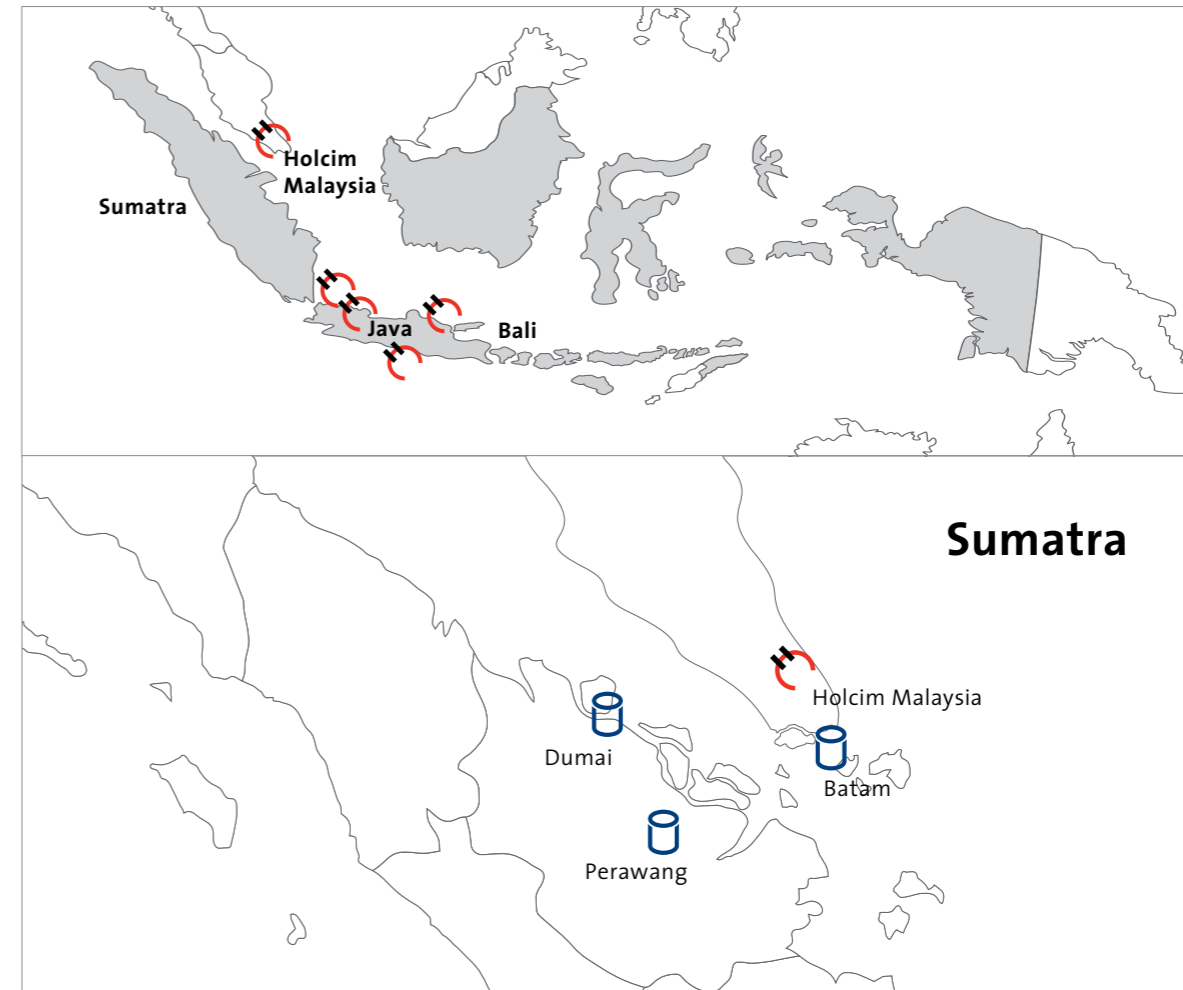 Holcim
Malaysia
Sumatra
Java
Bali
Sumatra
Holcim Malaysia
Dumai
Batam
Perawang